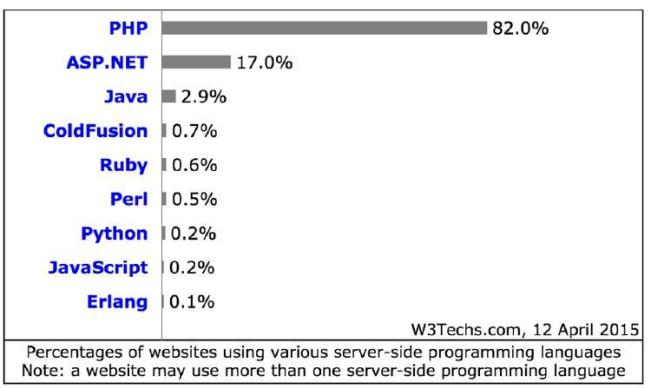 PHP 82.0%
ASP.NET 17.0%
Java 2.9%
ColdFusion 0.7%
Ruby 0.6%
Perl 0.5%
Python 0.2%
JavaScript 0.2%
Erlang 0.1%
W3Techs.com, 12 April 2015
Percentages of websites using various server-side programming languages
Note: a website may use more than one server-side programming language